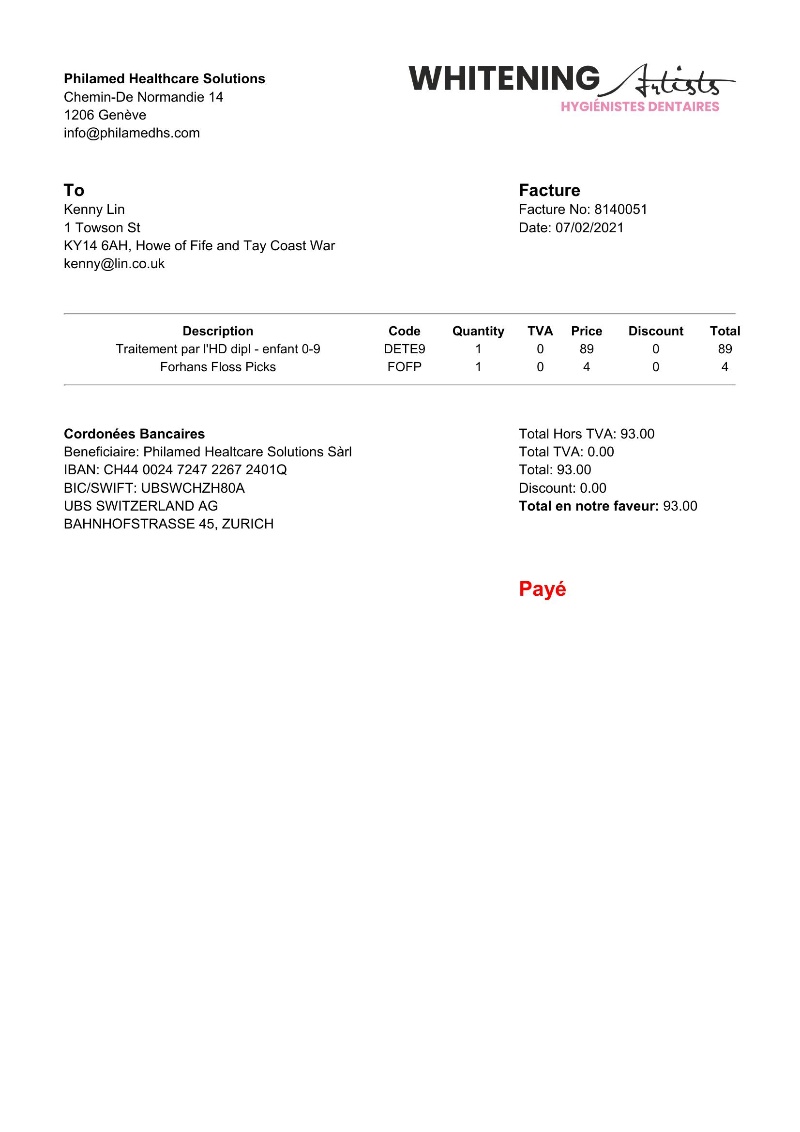 Philamed Healthcare Solutions
Chemin-De Normandie 14
1206 Genève
info@philamedhs.com
WHITENING Artists
HYGIÉNISTES DENTAIRES
To
Kenny Lin
1 Towson St
KY14 6AH, Howe of Fife and Tay Coast War
kenny@lin.co.uk
Facture
Facture No: 8140051
Date: 07/02/2021
Description Code Quantity TVA Price Discount Total
Traitement par l'HD dipl - enfant 0-9 DETE9 1 0 89 0 89
Forhans Floss Picks FOFP 1 0 4 0 4
Cordonées Bancaires
Beneficiaire: Philamed Healtcare Solutions Sàrl
IBAN: CH44 0024 7247 2267 2401Q
BIC/SWIFT: UBSWCHZH80A
UBS SWITZERLAND AG
BAHNHOFSTRASSE 45, ZURICH
Total Hors TVA: 93.00
Total TVA: 0.00
Total: 93.00
Discount: 0.00
Total en notre faveur: 93.00
Payé